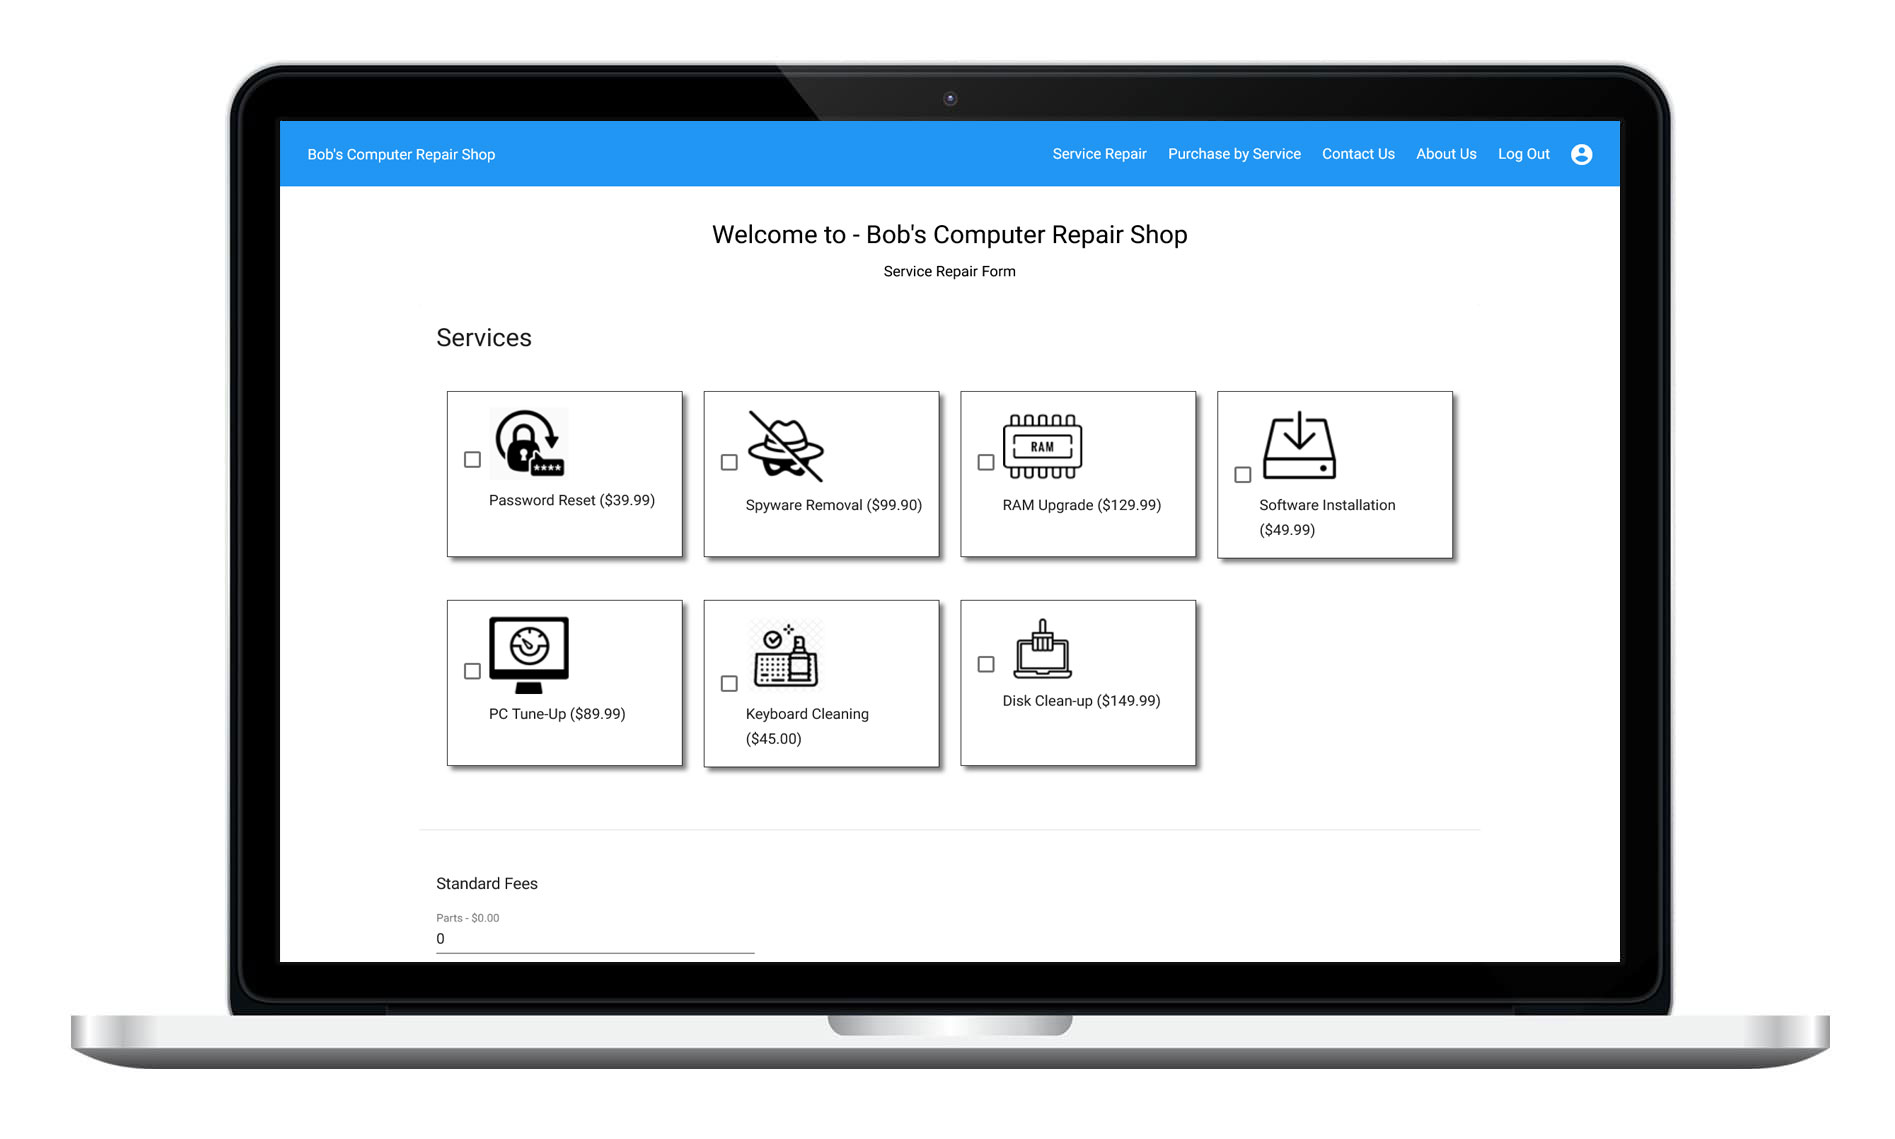 Bob's Computer Repair Shop
Service Repair
Purchase by Service
Contact Us
About Us
Log Out
Welcome to - Bob's Computer Repair Shop
Service Repair Form
Services
****
Password Reset ($39.99)
Spyware Removal ($99.90)
RAM
RAM Upgrade ($129.99)
Software Installation
($49.99)
PC Tune-Up ($89.99)
Keyboard Cleaning
($45.00)
Disk Clean-up ($149.99)
Standard Fees
Parts - $0.00
0